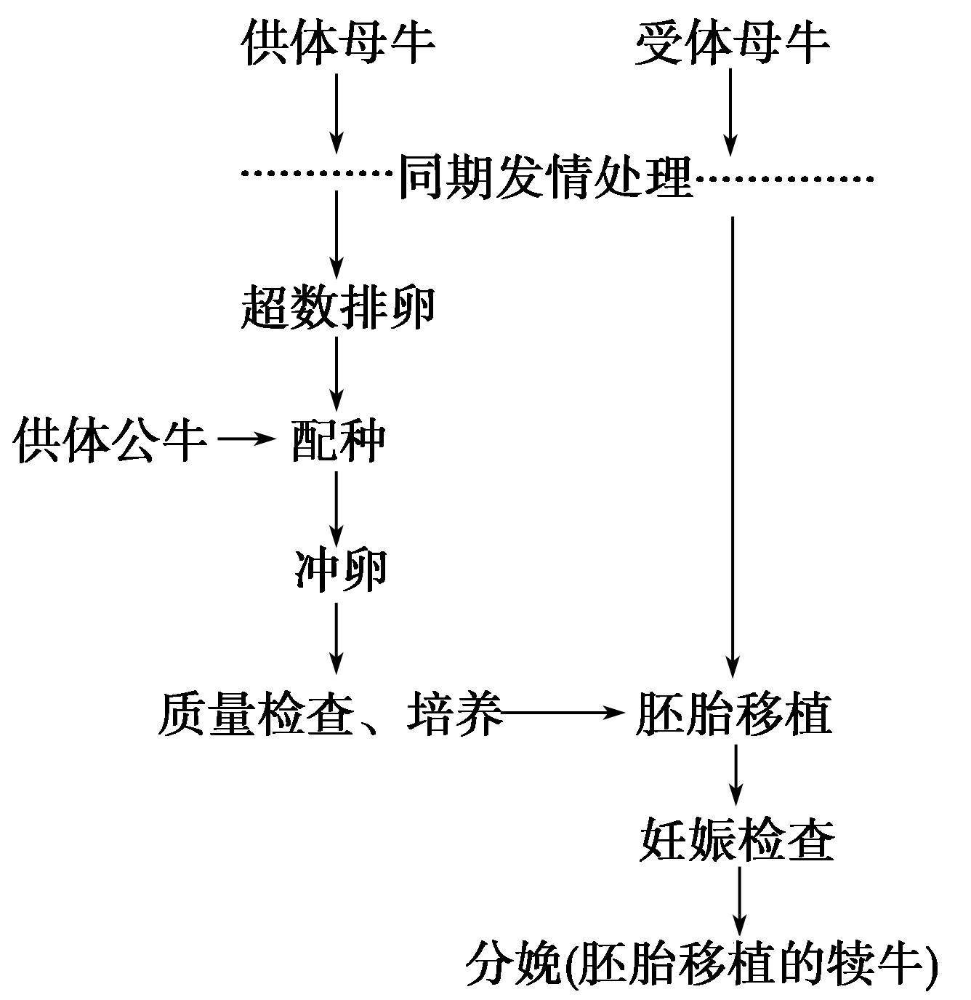 供体母牛 受体母牛
同期发情处理
超数排卵
供体公牛 配种
冲卵
质量检查、培养 胚胎移植
妊娠检查
分娩(胚胎移植的犊牛)